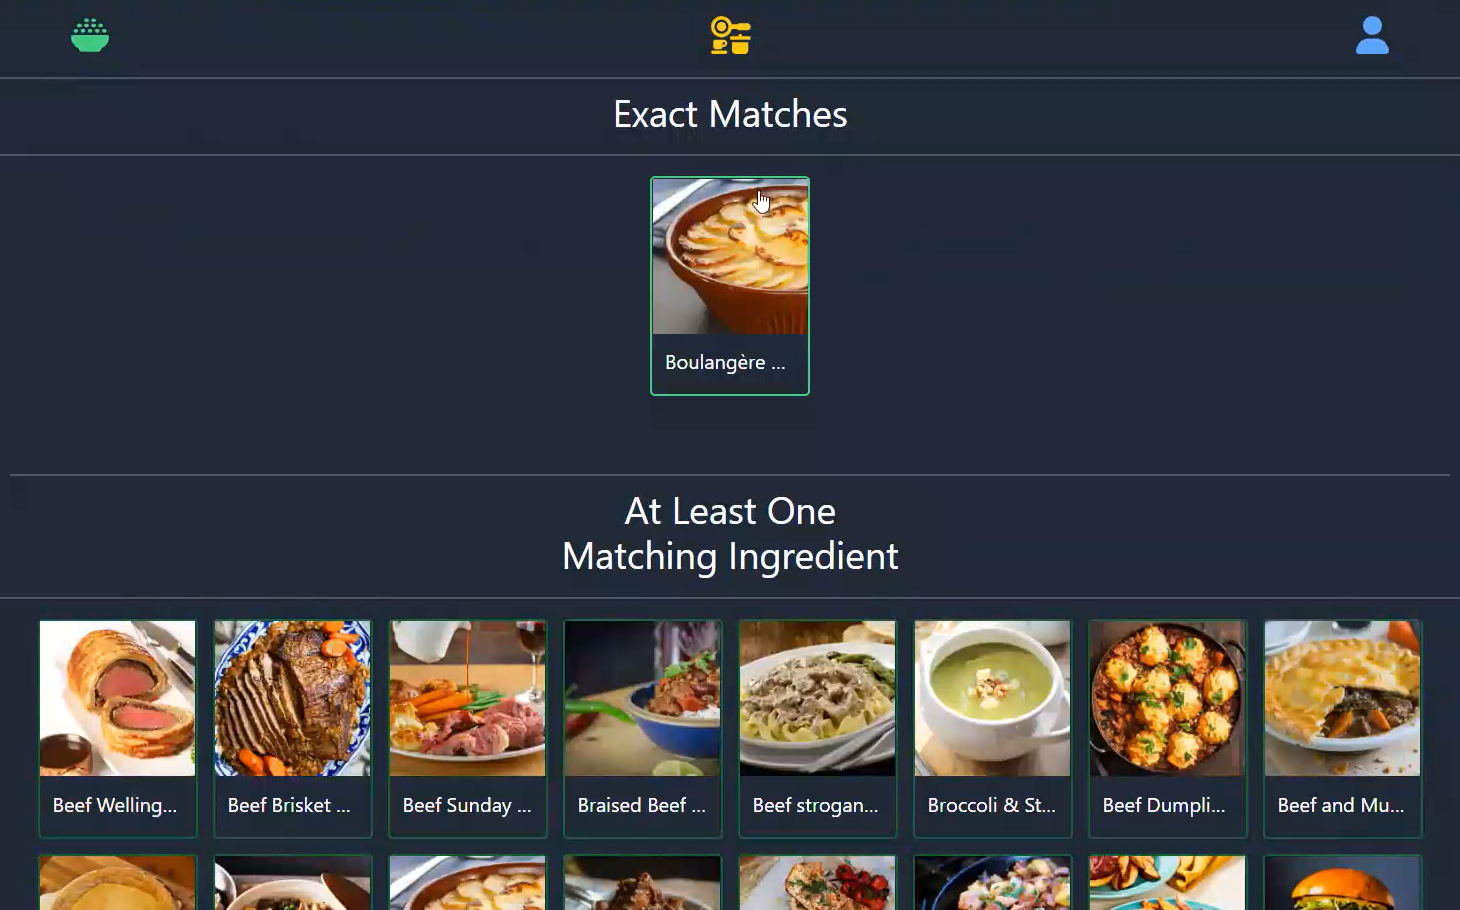 Exact Matches
Boulangère ...
At Least One
Matching Ingredient
Beef Welling...
Beef Brisket ...
Beef Sunday ...
Braised Beef ...
Beef strogan...
Broccoli & St...
Beef Dumpli...
Beef and Mu...